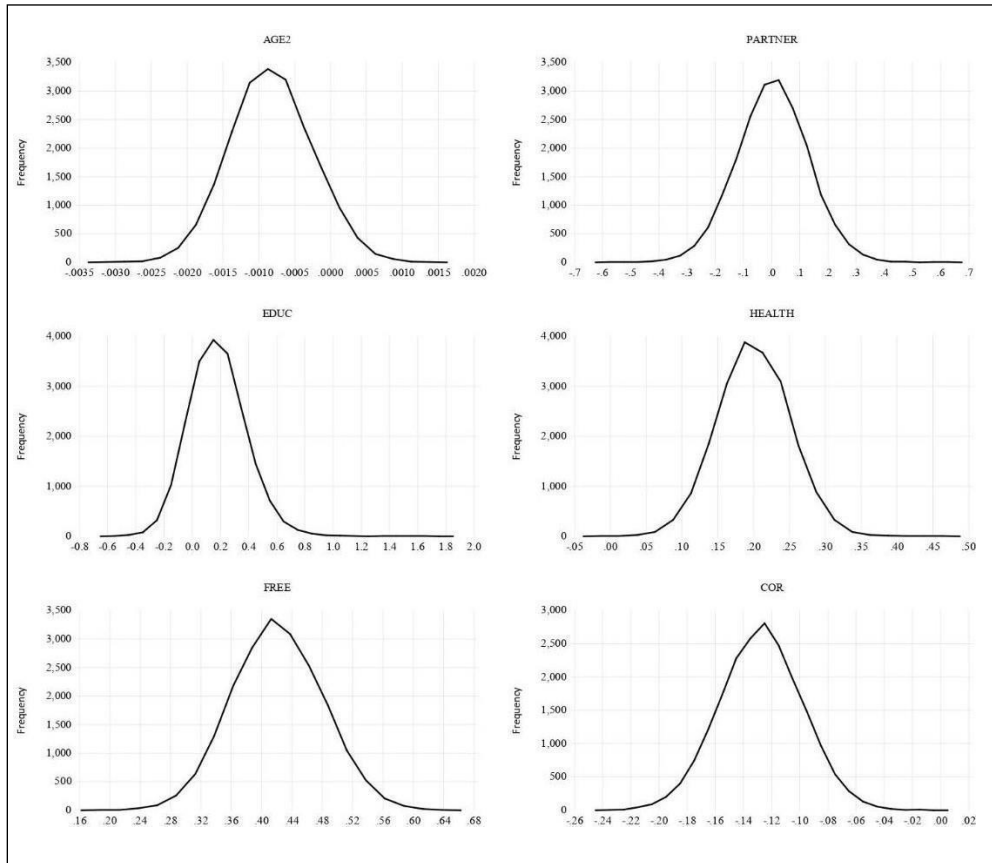 AGE2
3,500
3,000
2,500
2,000
1,500
1,000
500
0
Frequency
-.0035 -.0030 -.0025 -.0020 -.0015 -.0010 -.0005 .0000 .0005 .0010 .0015 .0020
PARTNER
3,500
3,000
2,500
2,000
1,500
1,000
500
0
Frequency
-.7 -.6 -.5 -.4 -.3 -.2 -.1 .0 .1 .2 .3 .4 .5 .6 .7
EDUC
4,000
3,000
2,000
1,000
0
Frequency
-0.8 -0.6 -0.4 -0.2 0.0 0.2 0.4 0.6 0.8 1.0 1.2 1.4 1.6 1.8 2.0
HEALTH
4,000
3,000
2,000
1,000
0
Frequency
-.05 .00 .05 .10 .15 .20 .25 .30 .35 .40 .45 .50
FREE
3,500
3,000
2,500
2,000
1,500
1,000
500
0
Frequency
.16 .20 .24 .28 .32 .36 .40 .44 .48 .52 .56 .60 .64 .68
COR
3,000
2,500
2,000
1,500
1,000
500
0
Frequency
-.26 -.24 -.22 -.20 -.18 -.16 -.14 -.12 -.10 -.08 -.06 -.04 -.02 .00 .02